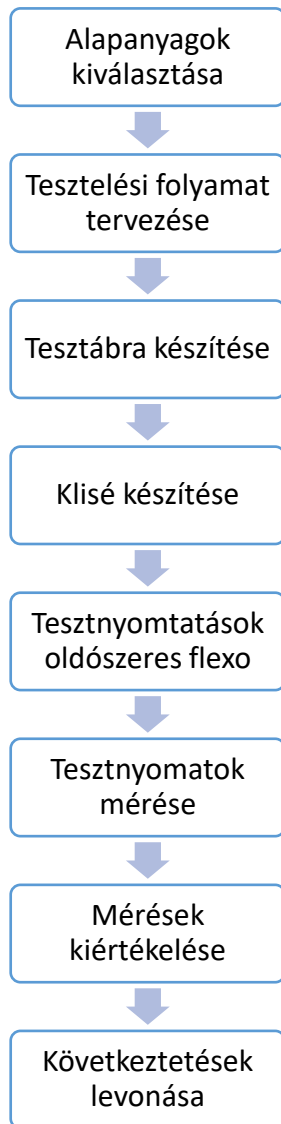 Alapanyagok
kiválasztása
Tesztelési folyamat
tervezése
Tesztábra készítése
Klisé készítése
Tesztnyomtatások
oldószeres flexo
Tesztnyomatok
mérése
Mérések
kiértékelése
Következtetések
levonása